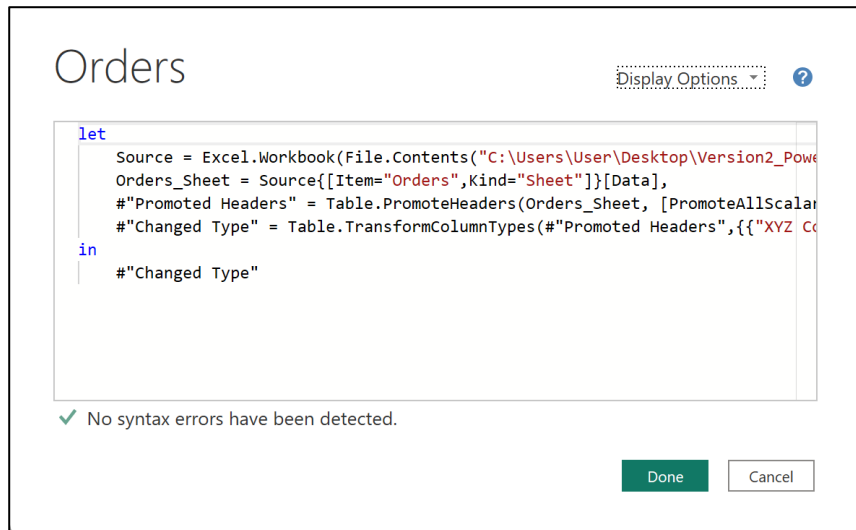 Orders
Display Options
?
let
Source = Excel.Workbook(File.Contents("C:\Users\User\Desktop\Version2_Powe
Orders_Sheet = Source{[Item="Orders",Kind="Sheet"]}[Data],
#"Promoted Headers" = Table.PromoteHeaders(Orders_Sheet, [PromoteAllScalar
#"Changed Type" = Table.TransformColumnTypes(#"Promoted Headers",{{"XYZ Co
in
#"Changed Type"
No syntax errors have been detected.
Done Cancel